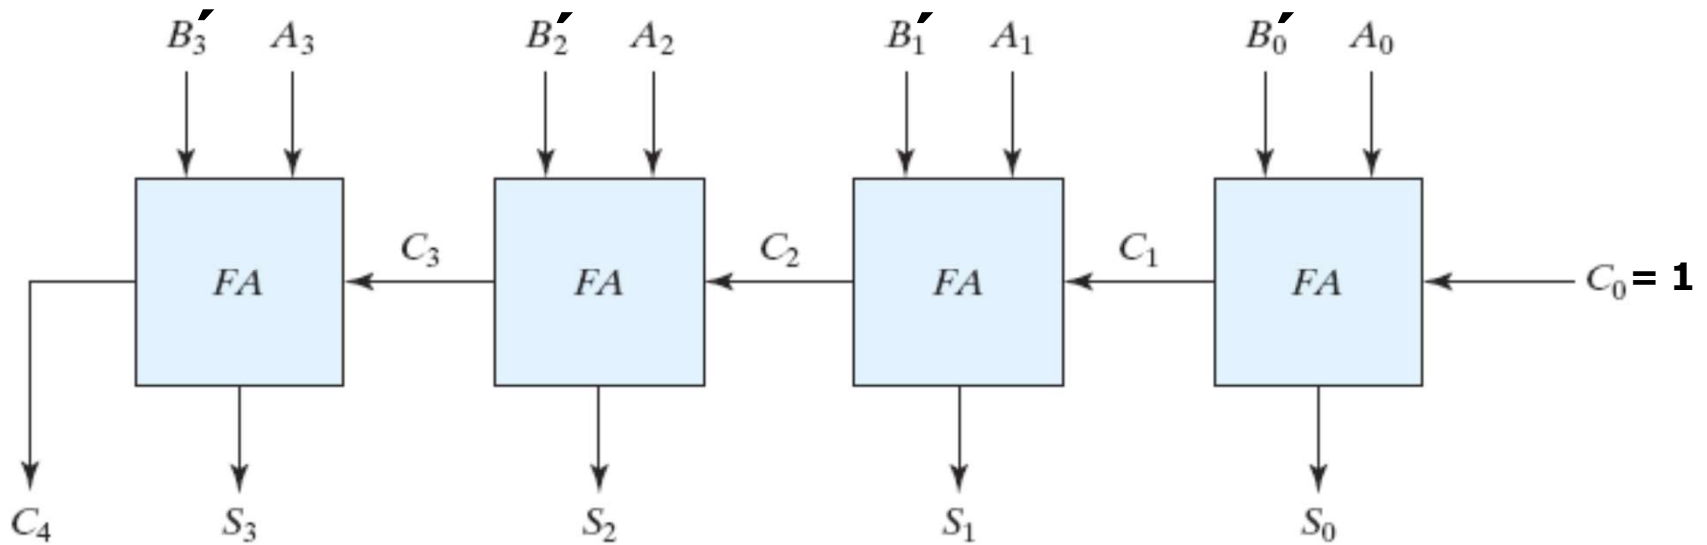 B₃′ A₃ B₂′ A₂ B₁′ A₁ B₀′ A₀
C₃ C₂ C₁
FA FA FA FA C₀ = 1
C₄ S₃ S₂ S₁ S₀